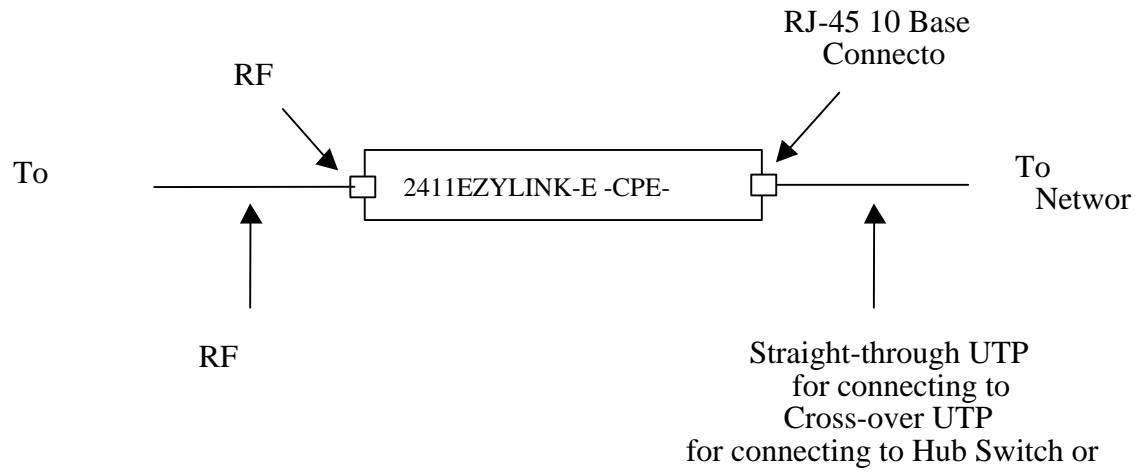 RJ-45 10 Base
Connecto
RF
To
2411EZYLINK-E -CPE-
To
Networ
RF
Straight-through UTP
for connecting to
Cross-over UTP
for connecting to Hub Switch or